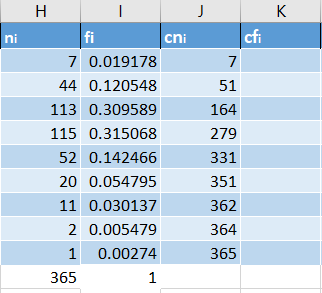 H I J K
ni fi cni cfi
7 0.019178 7
44 0.120548 51
113 0.309589 164
115 0.315068 279
52 0.142466 331
20 0.054795 351
11 0.030137 362
2 0.005479 364
1 0.00274 365
365 1